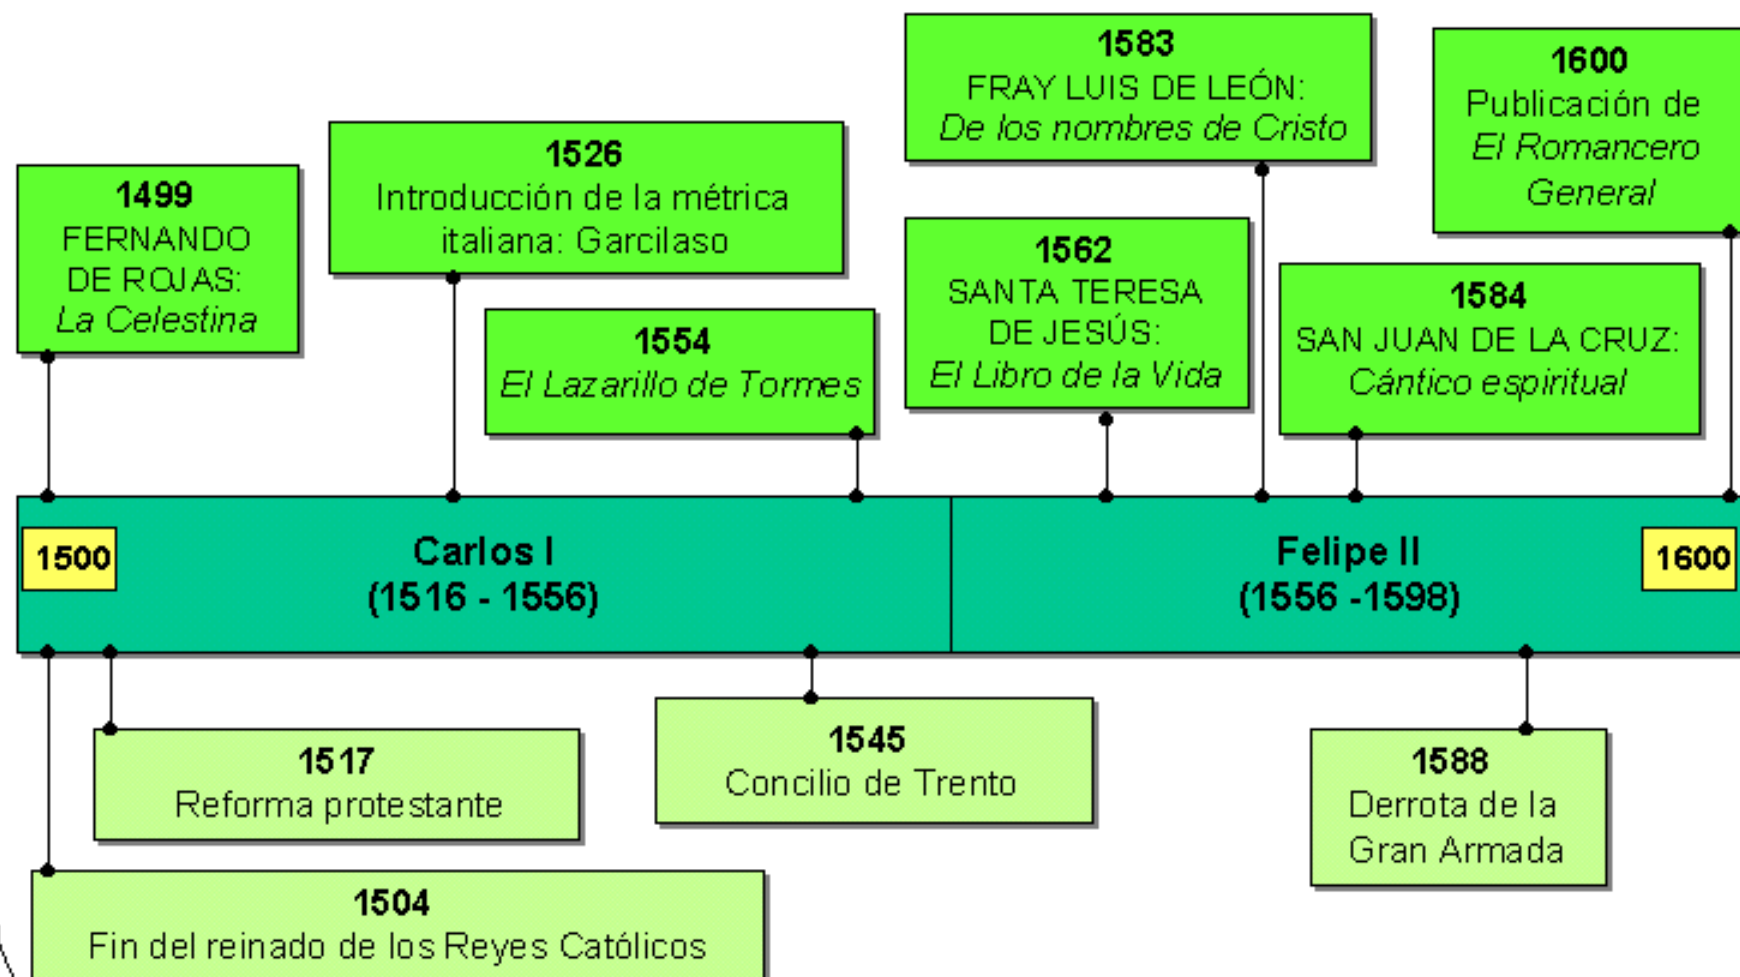 1499
FERNANDO
DE ROJAS:
La Celestina
1526
Introducción de la métrica
italiana: Garcilaso
1554
El Lazarillo de Tormes
1583
FRAY LUIS DE LEÓN:
De los nombres de Cristo
1562
SANTA TERESA
DE JESÚS:
El Libro de la Vida
1600
Publicación de
El Romancero
General
1584
SAN JUAN DE LA CRUZ:
Cántico espiritual
1500
Carlos I
(1516 - 1556)
Felipe II
(1556 -1598)
1600
1517
Reforma protestante
1545
Concilio de Trento
1588
Derrota de la
Gran Armada
1504
Fin del reinado de los Reyes Católicos